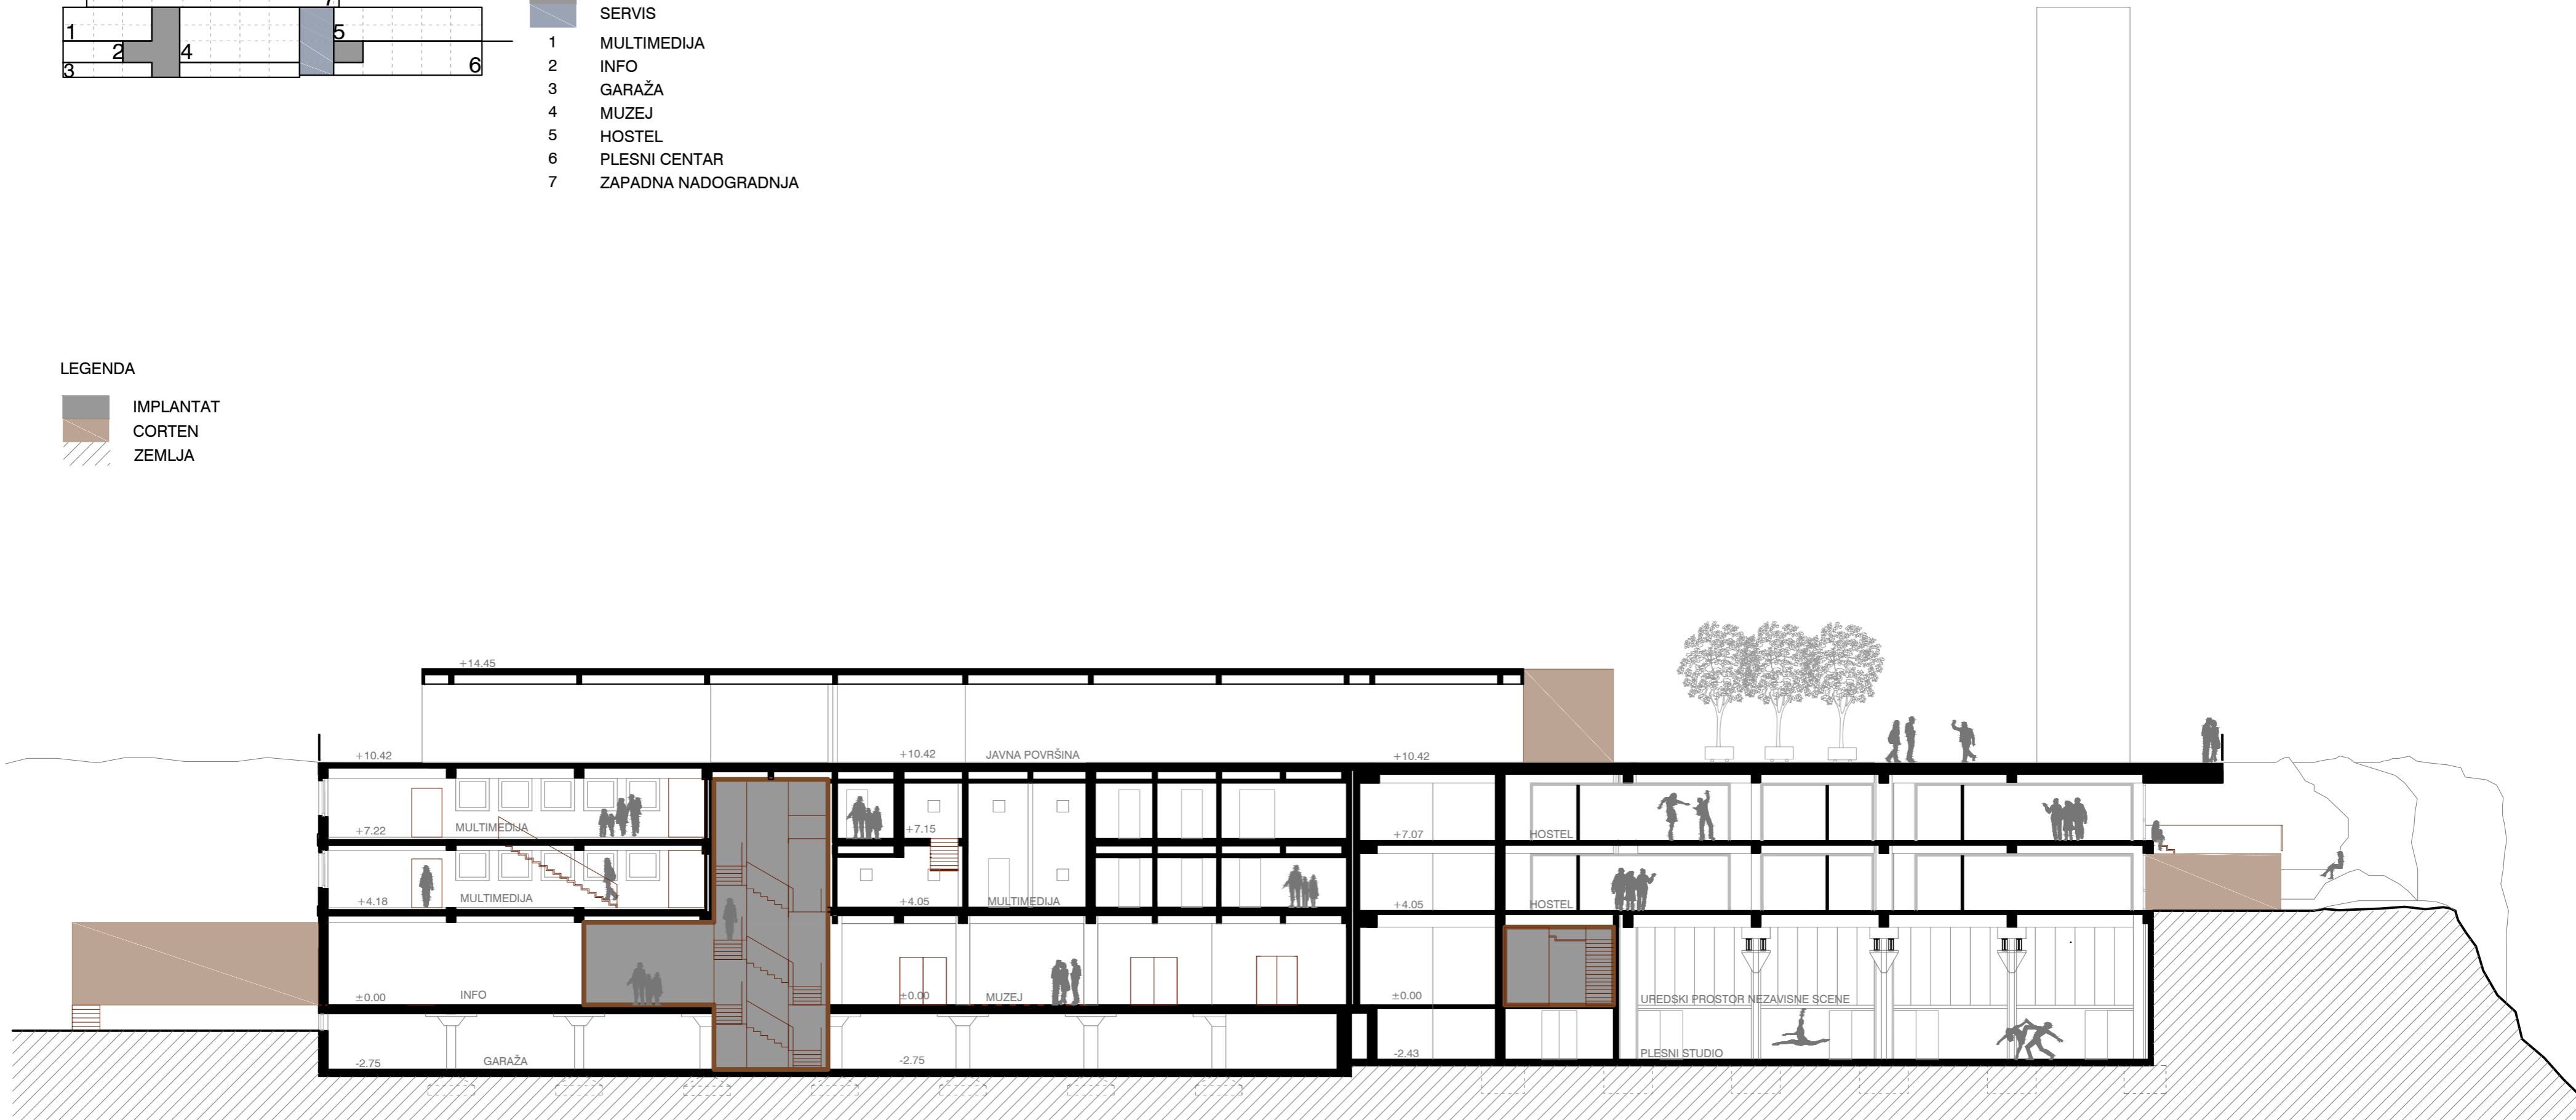 7
1
5
2
4
3
6
SERVIS
1 MULTIMEDIJA
2 INFO
3 GARAŽA
4 MUZEJ
5 HOSTEL
6 PLESNI CENTAR
7 ZAPADNA NADOGRADNJA
LEGENDA
IMPLANTAT
CORTEN
ZEMLJA
+14.45
+10.42 +10.42 JAVNA POVRŠINA +10.42
+7.22 MULTIMEDIJA +7.15 +7.07 HOSTEL
+4.18 MULTIMEDIJA +4.05 MULTIMEDIJA +4.05 HOSTEL
±0.00 INFO ±0.00 MUZEJ ±0.00 UREDSKI PROSTOR NEZAVISNE SCENE
-2.75 GARAŽA -2.75 -2.43 PLESNI STUDIO